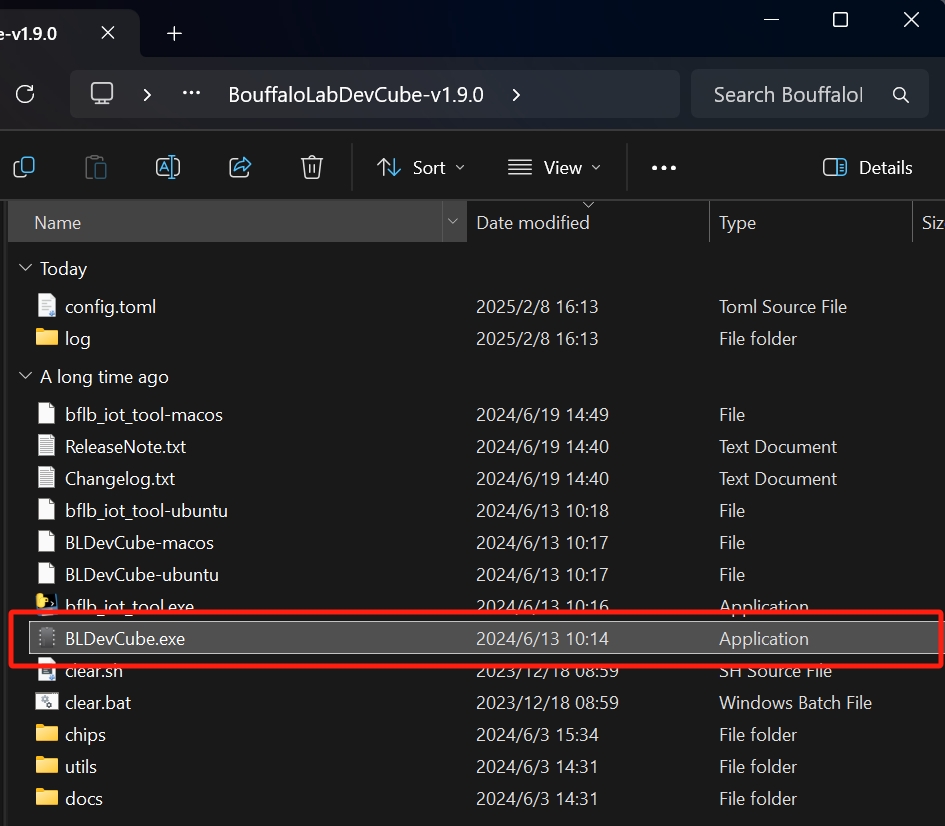 e-v1.9.0
BouffaloLabDevCube-v1.9.0
Search Bouffalol
Sort
View
Details
Name Date modified Type Siz
Today
config.toml 2025/2/8 16:13 Toml Source File
log 2025/2/8 16:13 File folder
A long time ago
bflb_iot_tool-macos 2024/6/19 14:49 File
ReleaseNote.txt 2024/6/19 14:40 Text Document
Changelog.txt 2024/6/19 14:40 Text Document
bflb_iot_tool-ubuntu 2024/6/13 10:18 File
BLDevCube-macos 2024/6/13 10:17 File
BLDevCube-ubuntu 2024/6/13 10:17 File
bflb_iot_tool.exe 2024/6/13 10:16 Application
BLDevCube.exe 2024/6/13 10:14 Application
clear.sh 2023/12/18 08:59 SH Source File
clear.bat 2023/12/18 08:59 Windows Batch File
chips 2024/6/3 15:34 File folder
utils 2024/6/3 14:31 File folder
docs 2024/6/3 14:31 File folder